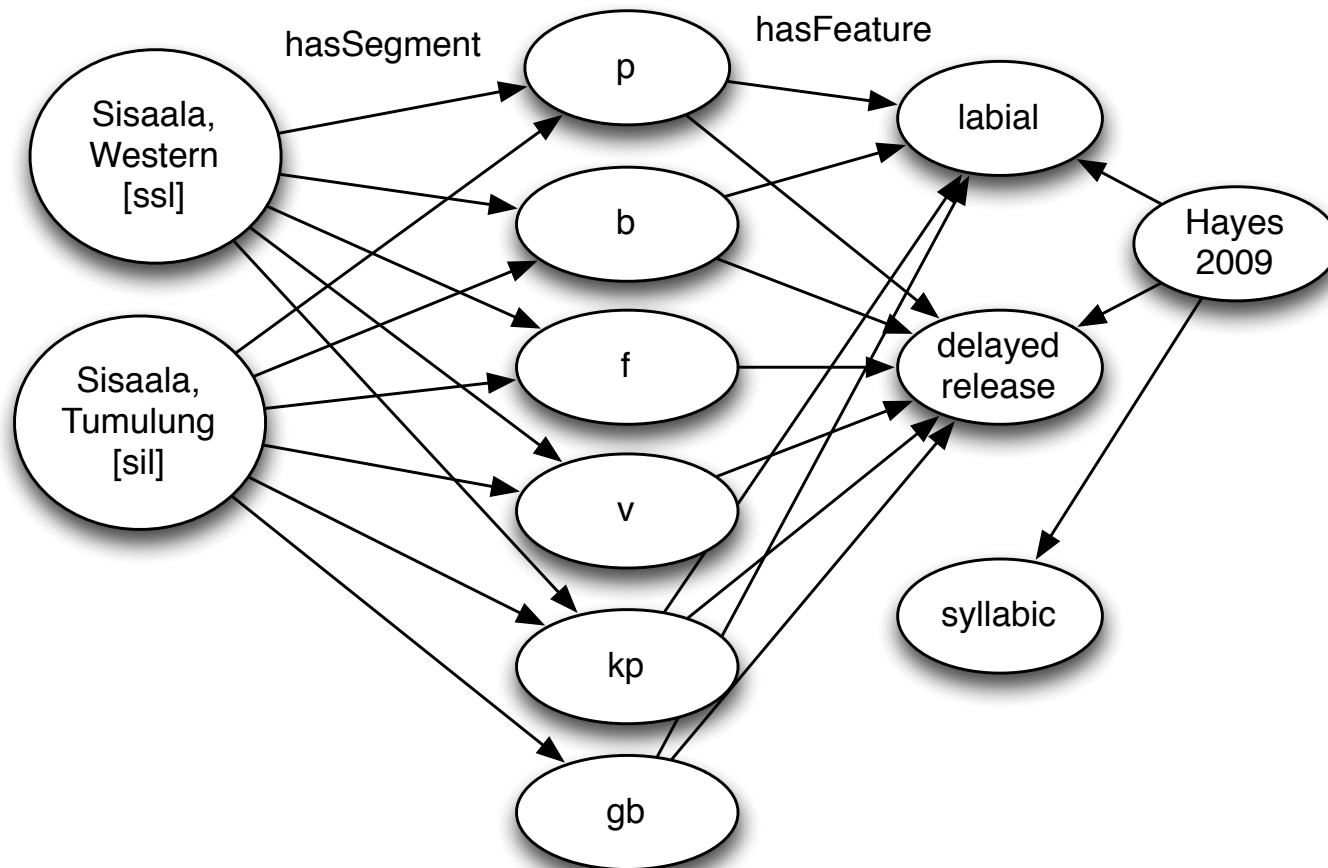 hasSegment
hasFeature
Sisaala,
Western
[ssl]
Sisaala,
Tumulung
[sil]
p
b
f
v
kp
gb
labial
delayed
release
syllabic
Hayes
2009